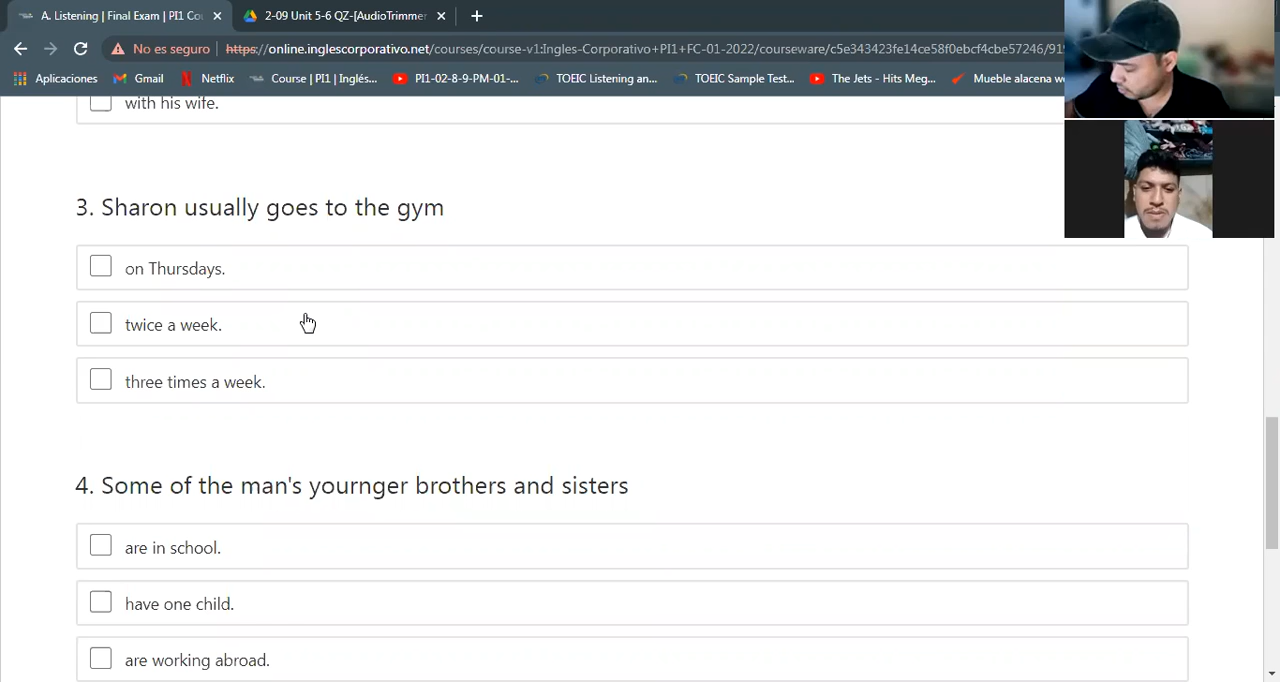 A. Listening | Final Exam | PI1 Co
2-09 Unit 5-6 QZ-[AudioTrimmer
No es seguro | https://online.inglescorporativo.net/courses/course-v1:Ingles-Corporativo+PI1+FC-01-2022/courseware/c5e343423fe14ce58f0ebcf4cbe57246/91
Aplicaciones Gmail Netflix Course | PI1 | Inglés... PI1-02-8-9-PM-01-... TOEIC Listening an... TOEIC Sample Test... The Jets - Hits Meg... Mueble alacena
with his wife.
3. Sharon usually goes to the gym
on Thursdays.
twice a week.
three times a week.
4. Some of the man's yournger brothers and sisters
are in school.
have one child.
are working abroad.